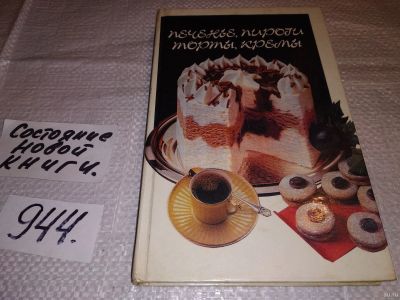 печенье, пироги
торты, кремы
Состояние
новой
книги.
944.